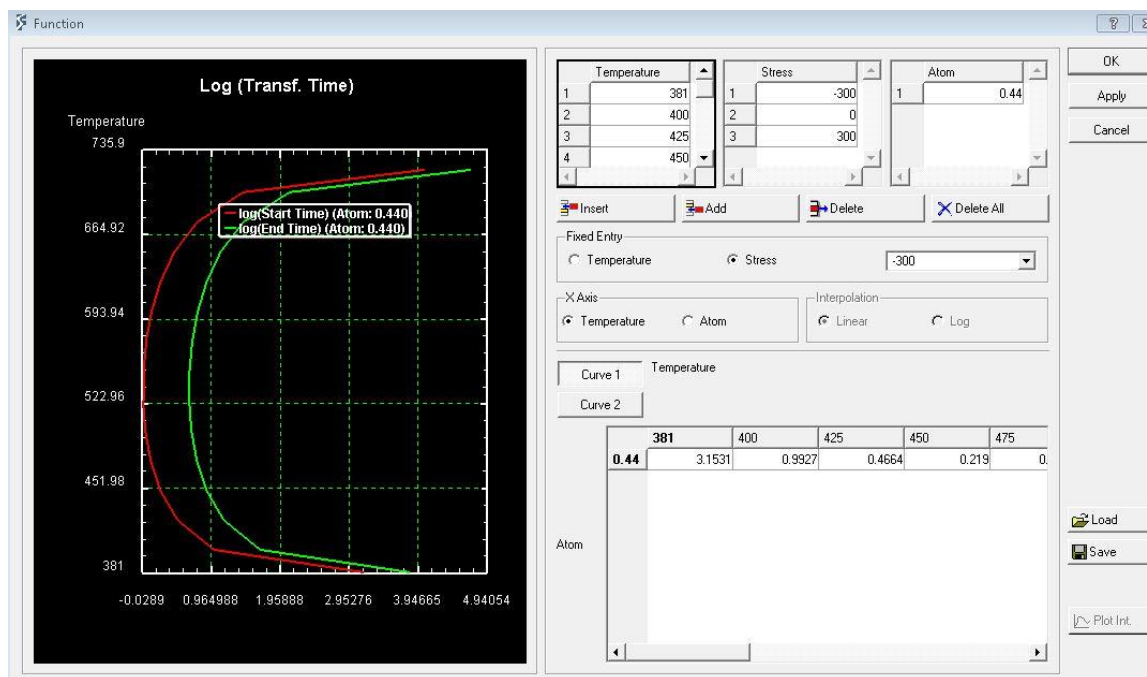 Function
Log (Transf. Time)
Temperature
735.9
664.92
593.94
522.96
451.98
381
-0.0289 0.964988 1.95888 2.95276 3.94665 4.94054
log(Start Time) (Atom: 0.440
log(End Time) (Atom: 0.440)
Temperature
1 381
2 400
3 425
4 450
Stress
1 -300
2 0
3 300
Atom
1 0.44
Insert Add Delete Delete All
Fixed Entry
Temperature Stress -300
X Axis
Temperature Atom
Interpolation
Linear Log
Curve 1 Temperature
Curve 2
381 400 425 450 475
0.44 3.1531 0.9927 0.4664 0.219 0.
Atom
OK
Apply
Cancel
Load
Save
Plot Int.